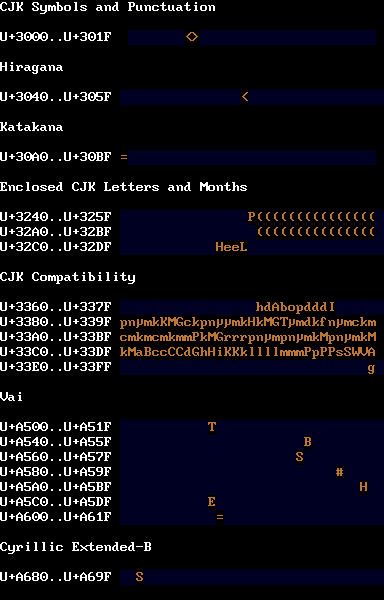 CJK Symbols and Punctuation
U+3000..U+301F <>
Hiragana
U+3040..U+305F <
Katakana
U+30A0..U+30BF =
Enclosed CJK Letters and Months
U+3240..U+325F P(((((((((((((((
U+32A0..U+32BF (((((((((((((((
U+32C0..U+32DF HeeL
CJK Compatibility
U+3360..U+337F hdAbopdddI
U+3380..U+339F pnµmkKMGckpnµµmkHkMGTµmdkfnµmckm
U+33A0..U+33BF cmkmcmkmmPkMGrrrpnµmpnµmkMpnµmkM
U+33C0..U+33DF kMaBccCCdGhHiKKkllllmmmPpPPsSWVA
U+33E0..U+33FF g
Vai
U+A500..U+A51F T
U+A540..U+A55F B
U+A560..U+A57F S
U+A580..U+A59F #
U+A5A0..U+A5BF H
U+A5C0..U+A5DF E
U+A600..U+A61F =
Cyrillic Extended-B
U+A680..U+A69F S